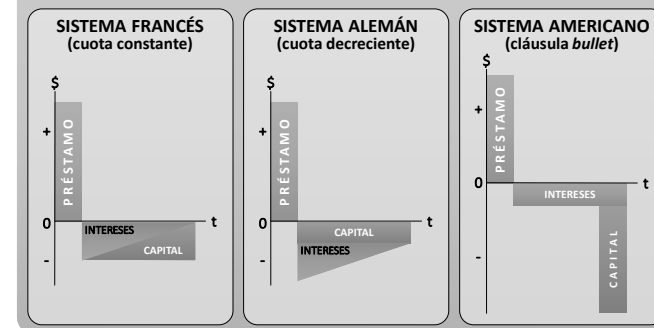 SISTEMA FRANCÉS
(cuota constante)
$
+
PRÉSTAMO
0
t
INTERESES
CAPITAL
-
SISTEMA ALEMÁN
(cuota decreciente)
$
+
PRÉSTAMO
0
t
CAPITAL
INTERESES
-
SISTEMA AMERICANO
(cláusula bullet)
$
+
PRÉSTAMO
0
t
INTERESES
-
CAPITAL